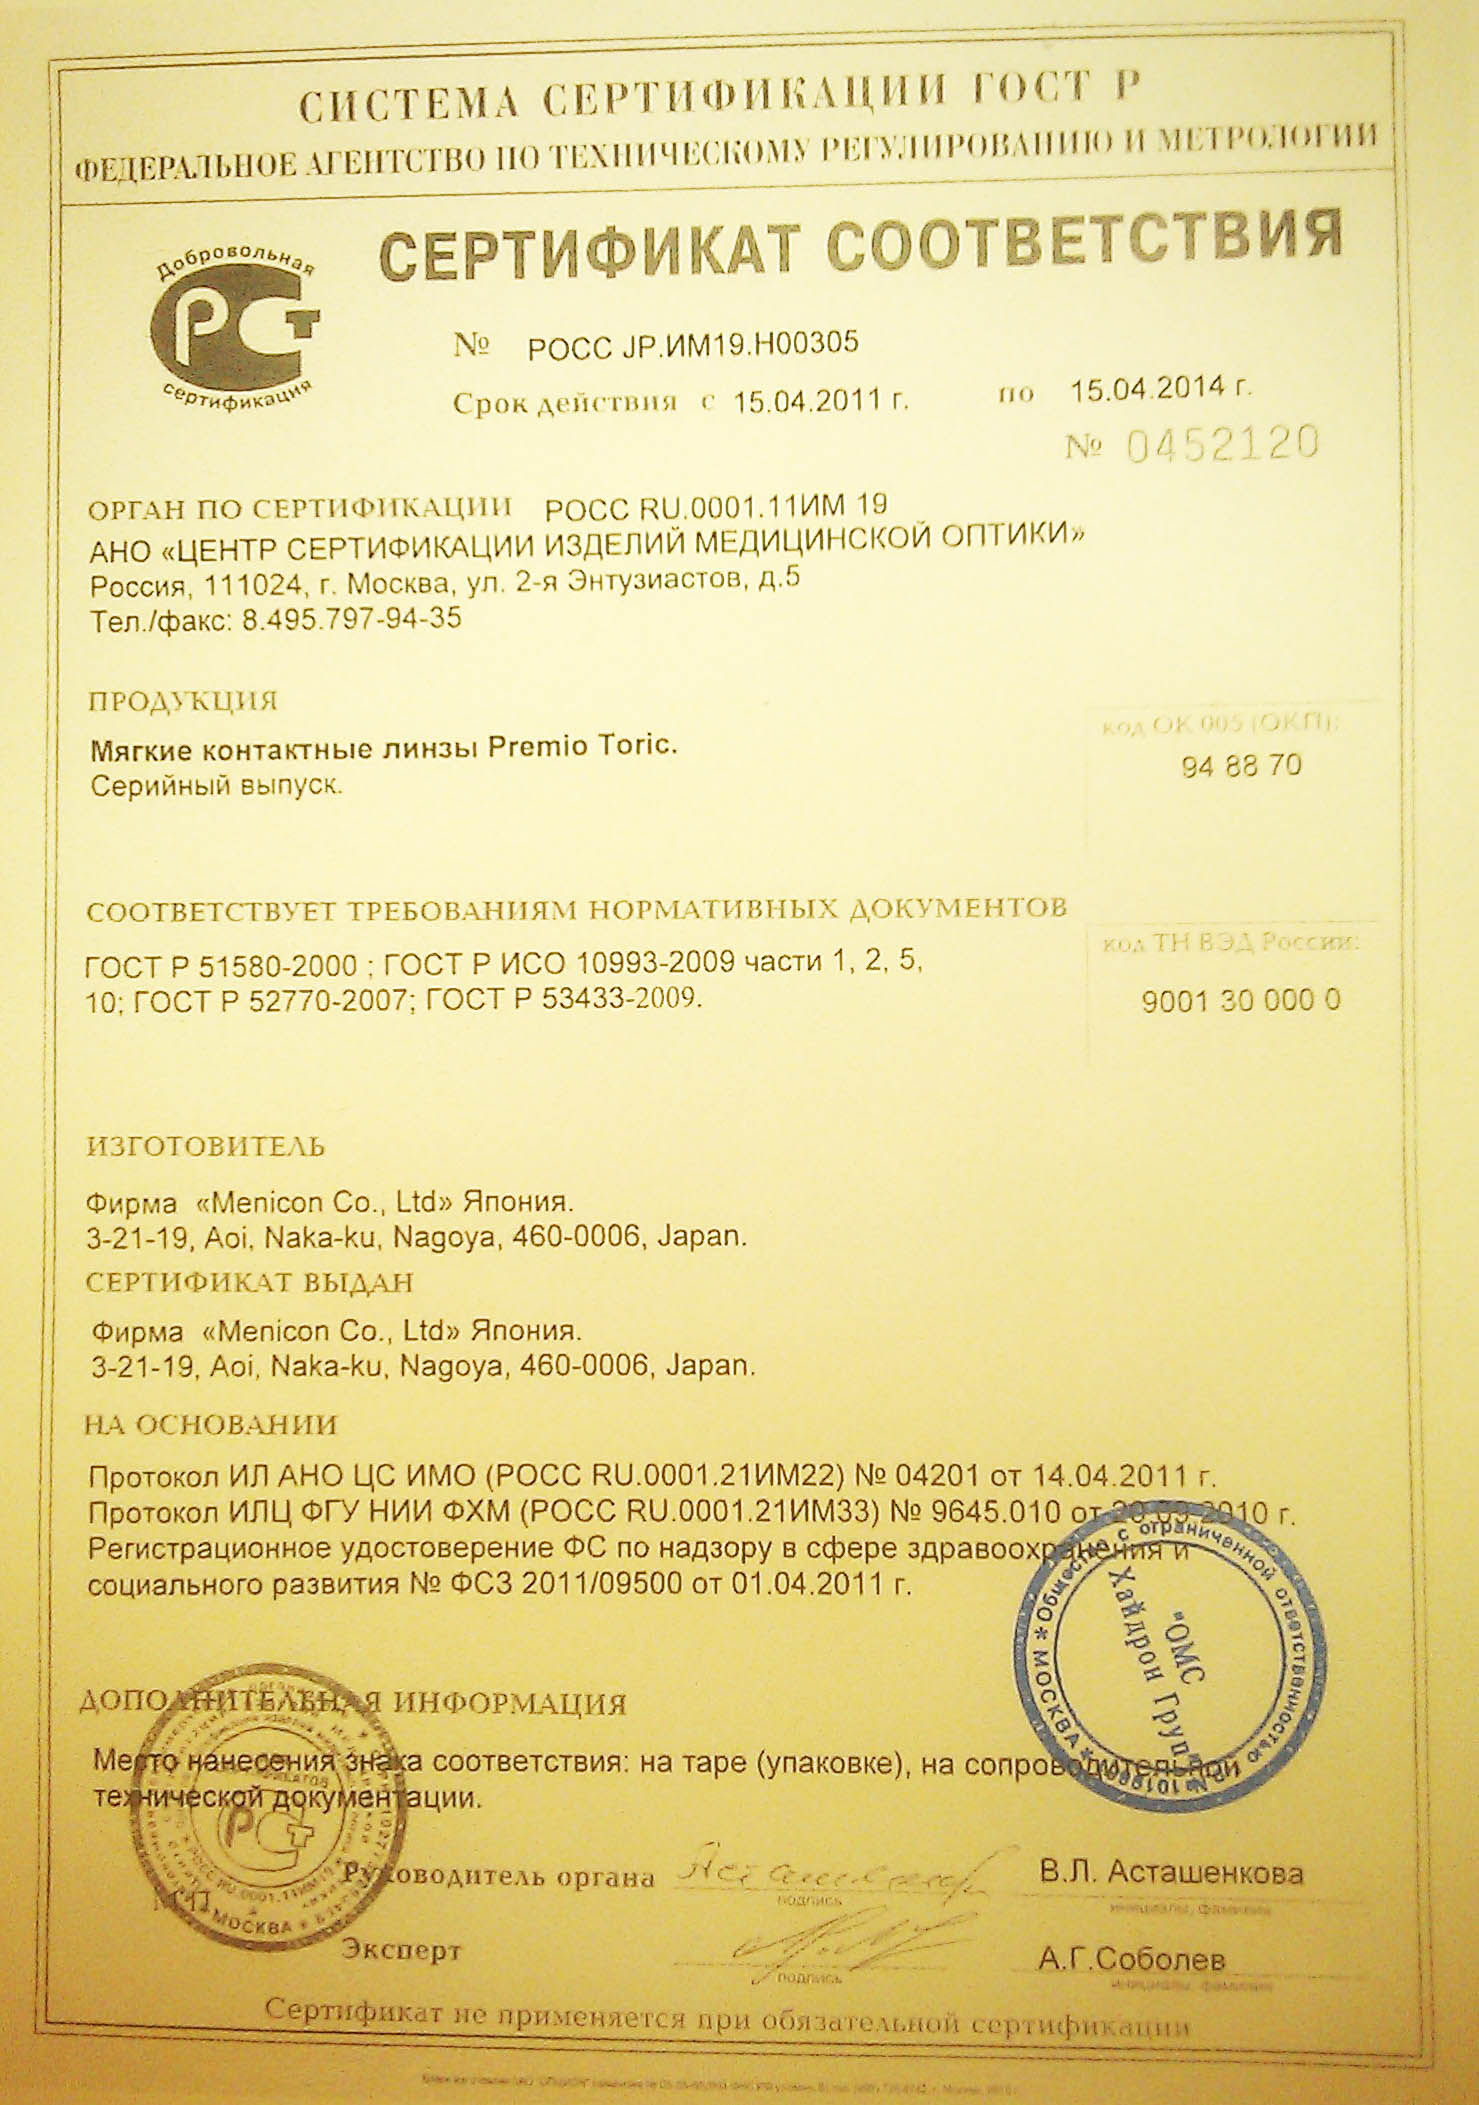 СИСТЕМА СЕРТИФИКАЦИИ ГОСТ Р
ФЕДЕРАЛЬНОЕ АГЕНТСТВО ПО ТЕХНИЧЕСКОМУ РЕГУЛИРОВАНИЮ И МЕТРОЛОГИИ
Добровольная
РСТ
сертификация
СЕРТИФИКАТ СООТВЕТСТВИЯ
№ РОСС JP.ИМ19.Н00305
Срок действия с 15.04.2011 г. по 15.04.2014 г.
№ 0452120
ОРГАН ПО СЕРТИФИКАЦИИ РОСС RU.0001.11ИМ 19
АНО «ЦЕНТР СЕРТИФИКАЦИИ ИЗДЕЛИЙ МЕДИЦИНСКОЙ ОПТИКИ»
Россия, 111024, г. Москва, ул. 2-я Энтузиастов, д.5
Тел./факс: 8.495.797-94-35
ПРОДУКЦИЯ
Мягкие контактные линзы Premio Toric.
Серийный выпуск.
код ОК 005 (ОКП):
94 88 70
СООТВЕТСТВУЕТ ТРЕБОВАНИЯМ НОРМАТИВНЫХ ДОКУМЕНТОВ
ГОСТ Р 51580-2000 ; ГОСТ Р ИСО 10993-2009 части 1, 2, 5,
10; ГОСТ Р 52770-2007; ГОСТ Р 53433-2009.
код ТН ВЭД России:
9001 30 000 0
ИЗГОТОВИТЕЛЬ
Фирма «Menicon Co., Ltd» Япония.
3-21-19, Aoi, Naka-ku, Nagoya, 460-0006, Japan.
СЕРТИФИКАТ ВЫДАН
Фирма «Menicon Co., Ltd» Япония.
3-21-19, Aoi, Naka-ku, Nagoya, 460-0006, Japan.
НА ОСНОВАНИИ
Протокол ИЛ АНО ЦС ИМО (РОСС RU.0001.21ИМ22) № 04201 от 14.04.2011 г.
Протокол ИЛЦ ФГУ НИИ ФХМ (РОСС RU.0001.21ИМ33) № 9645.010 от 20.09.2010 г.
Регистрационное удостоверение ФС по надзору в сфере здравоохранения и
социального развития № ФСЗ 2011/09500 от 01.04.2011 г.
Общество с ограниченной ответственностью
"ОМС
Хайдрон Групп
* МОСКВА *
ДОПОЛНИТЕЛЬНАЯ ИНФОРМАЦИЯ
Место нанесения знака соответствия: на таре (упаковке), на сопроводительной
технической документации.
РОСС RU.0001.11ИМ19
МОСКВА
М.П.
Руководитель органа
подпись
В.Л. Асташенкова
инициалы, фамилия
Эксперт
подпись
А.Г.Соболев
инициалы, фамилия
Сертификат не применяется при обязательной сертификации